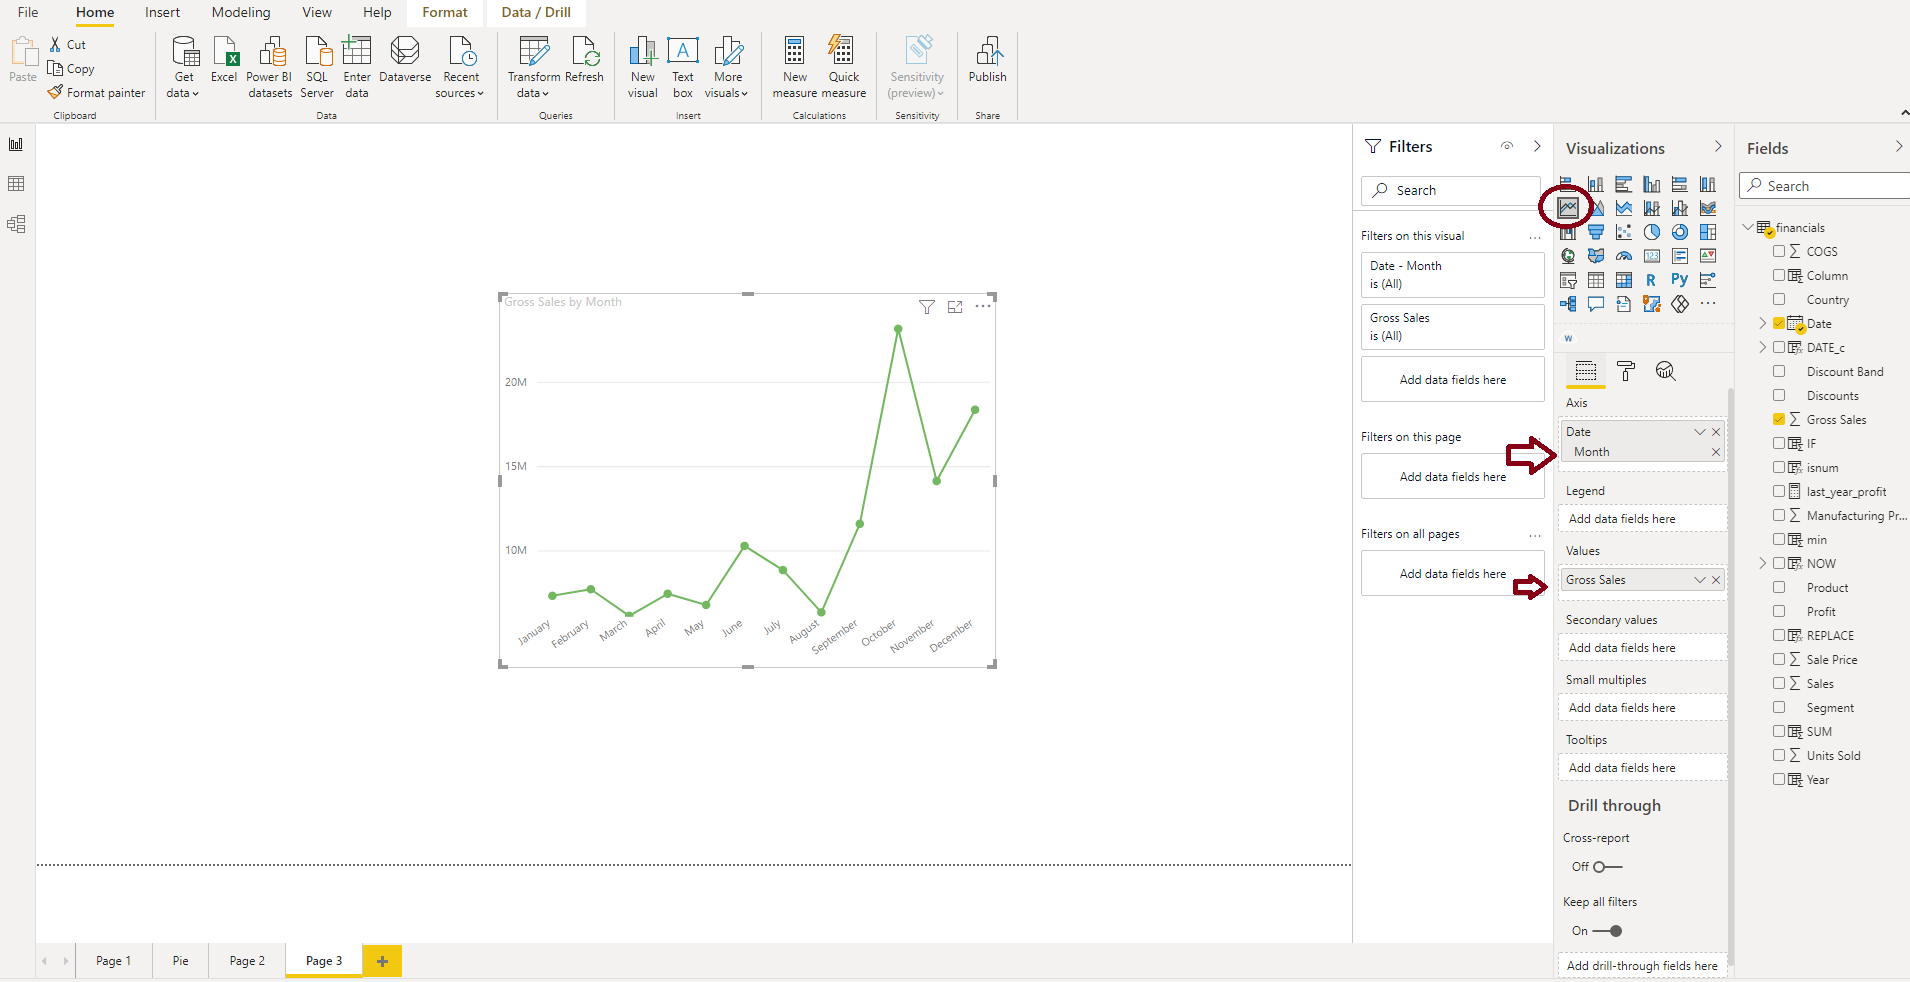 File Home Insert Modeling View Help Format Data / Drill
Paste
Cut
Copy
Format painter
Clipboard
Get data
Excel
Power BI datasets
SQL Server
Enter data
Dataverse
Recent sources
Data
Transform data
Refresh
Queries
New visual
Text box
More visuals
Insert
New measure
Quick measure
Calculations
Sensitivity (preview)
Sensitivity
Publish
Share
Gross Sales by Month
20M
15M
10M
January
February
March
April
May
June
July
August
September
October
November
December
Filters
Search
Filters on this visual
Date - Month
is (All)
Gross Sales
is (All)
Add data fields here
Filters on this page
Add data fields here
Filters on all pages
Add data fields here
Visualizations
123
R
Py
W
Axis
Date
Month
Legend
Add data fields here
Values
Gross Sales
Secondary values
Add data fields here
Small multiples
Add data fields here
Tooltips
Add data fields here
Drill through
Cross-report
Off
Keep all filters
On
Add drill-through fields here
Fields
Search
financials
COGS
Column
Country
Date
DATE_c
Discount Band
Discounts
Gross Sales
IF
isnum
last_year_profit
Manufacturing Pr...
min
NOW
Product
Profit
REPLACE
Sale Price
Sales
Segment
SUM
Units Sold
Year
Page 1
Pie
Page 2
Page 3